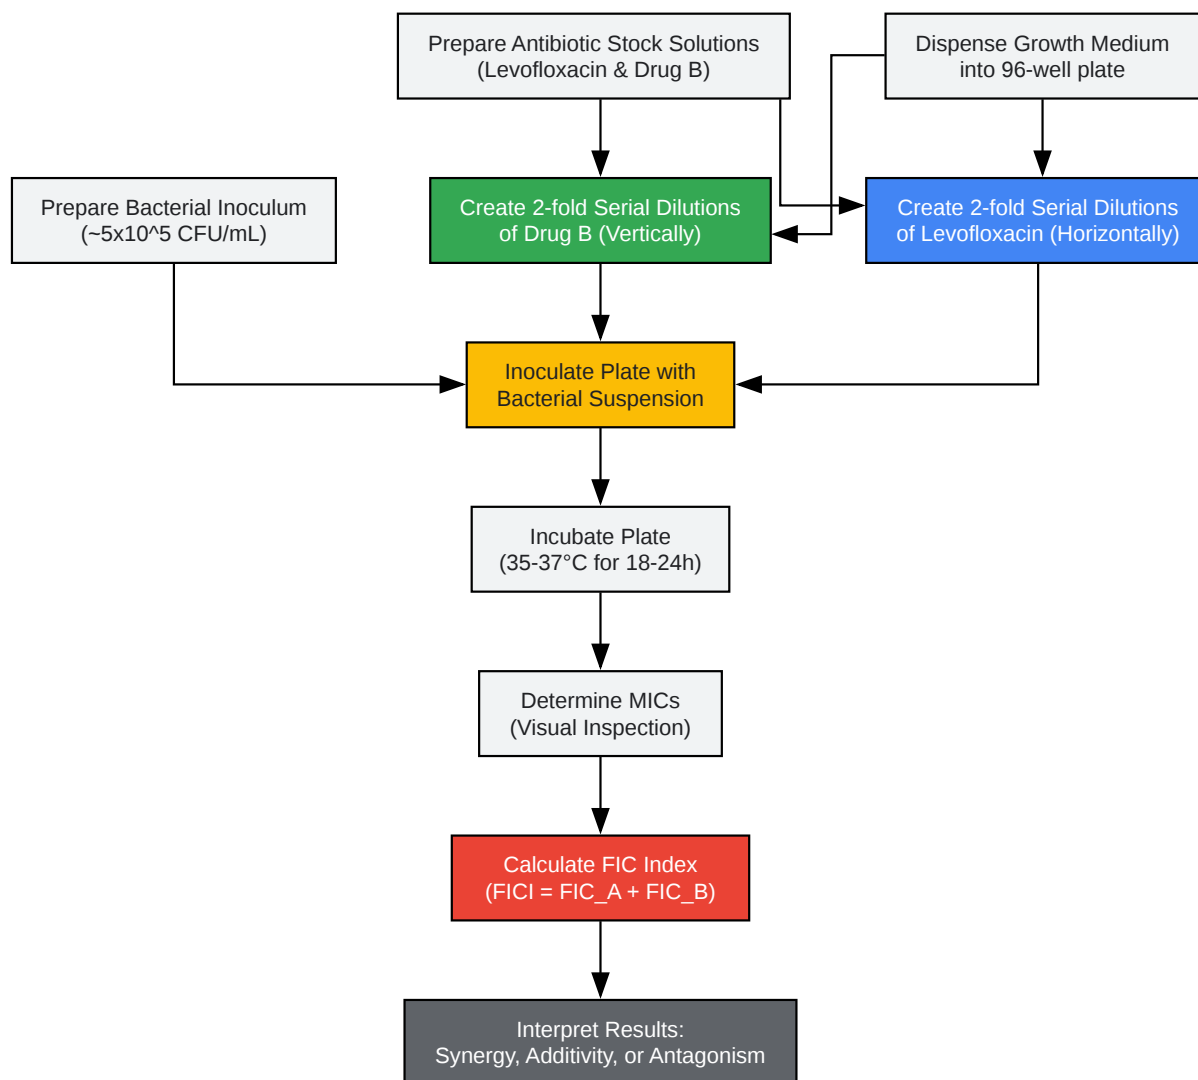 Prepare Antibiotic Stock Solutions
(Levofloxacin & Drug B)
Dispense Growth Medium
into 96-well plate
Prepare Bacterial Inoculum
(~5x10^5 CFU/mL)
Create 2-fold Serial Dilutions
of Drug B (Vertically)
Create 2-fold Serial Dilutions
of Levofloxacin (Horizontally)
Inoculate Plate with
Bacterial Suspension
Incubate Plate
(35-37°C for 18-24h)
Determine MICs
(Visual Inspection)
Calculate FIC Index
(FICI = FIC_A + FIC_B)
Interpret Results:
Synergy, Additivity, or Antagonism